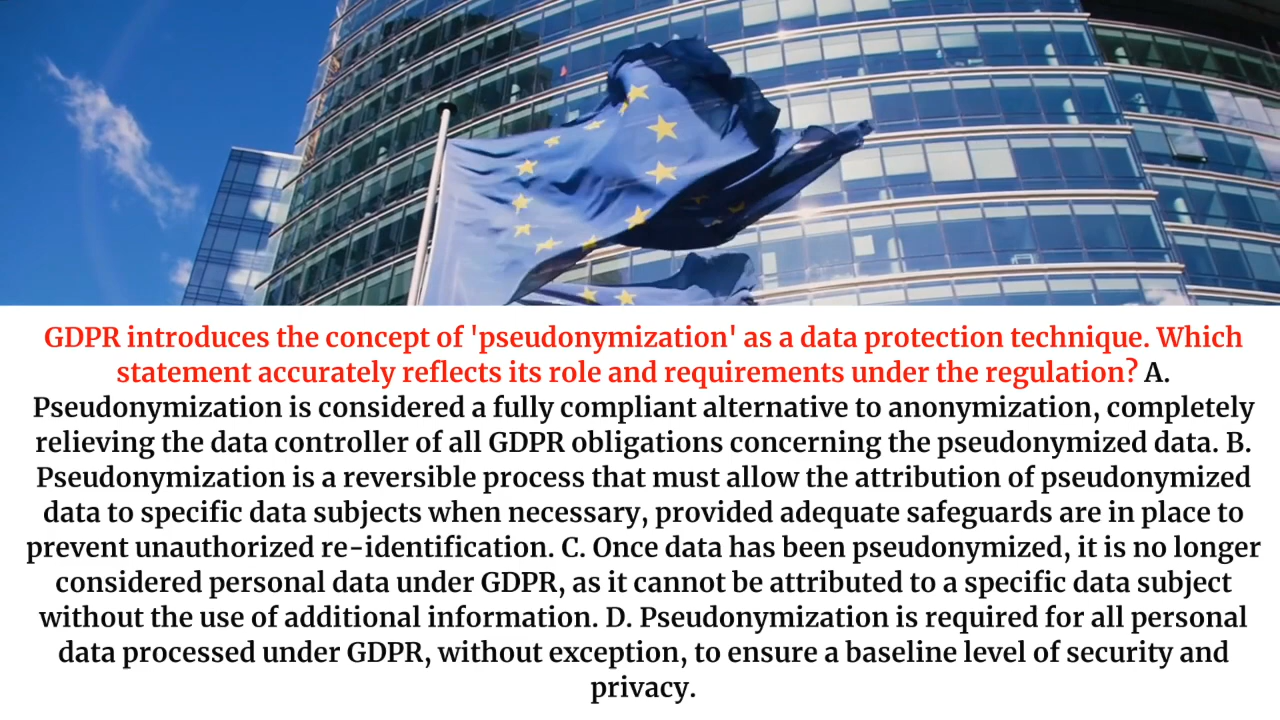 GDPR introduces the concept of 'pseudonymization' as a data protection technique. Which
statement accurately reflects its role and requirements under the regulation? A.
Pseudonymization is considered a fully compliant alternative to anonymization, completely
relieving the data controller of all GDPR obligations concerning the pseudonymized data. B.
Pseudonymization is a reversible process that must allow the attribution of pseudonymized
data to specific data subjects when necessary, provided adequate safeguards are in place to
prevent unauthorized re-identification. C. Once data has been pseudonymized, it is no longer
considered personal data under GDPR, as it cannot be attributed to a specific data subject
without the use of additional information. D. Pseudonymization is required for all personal
data processed under GDPR, without exception, to ensure a baseline level of security and
privacy.